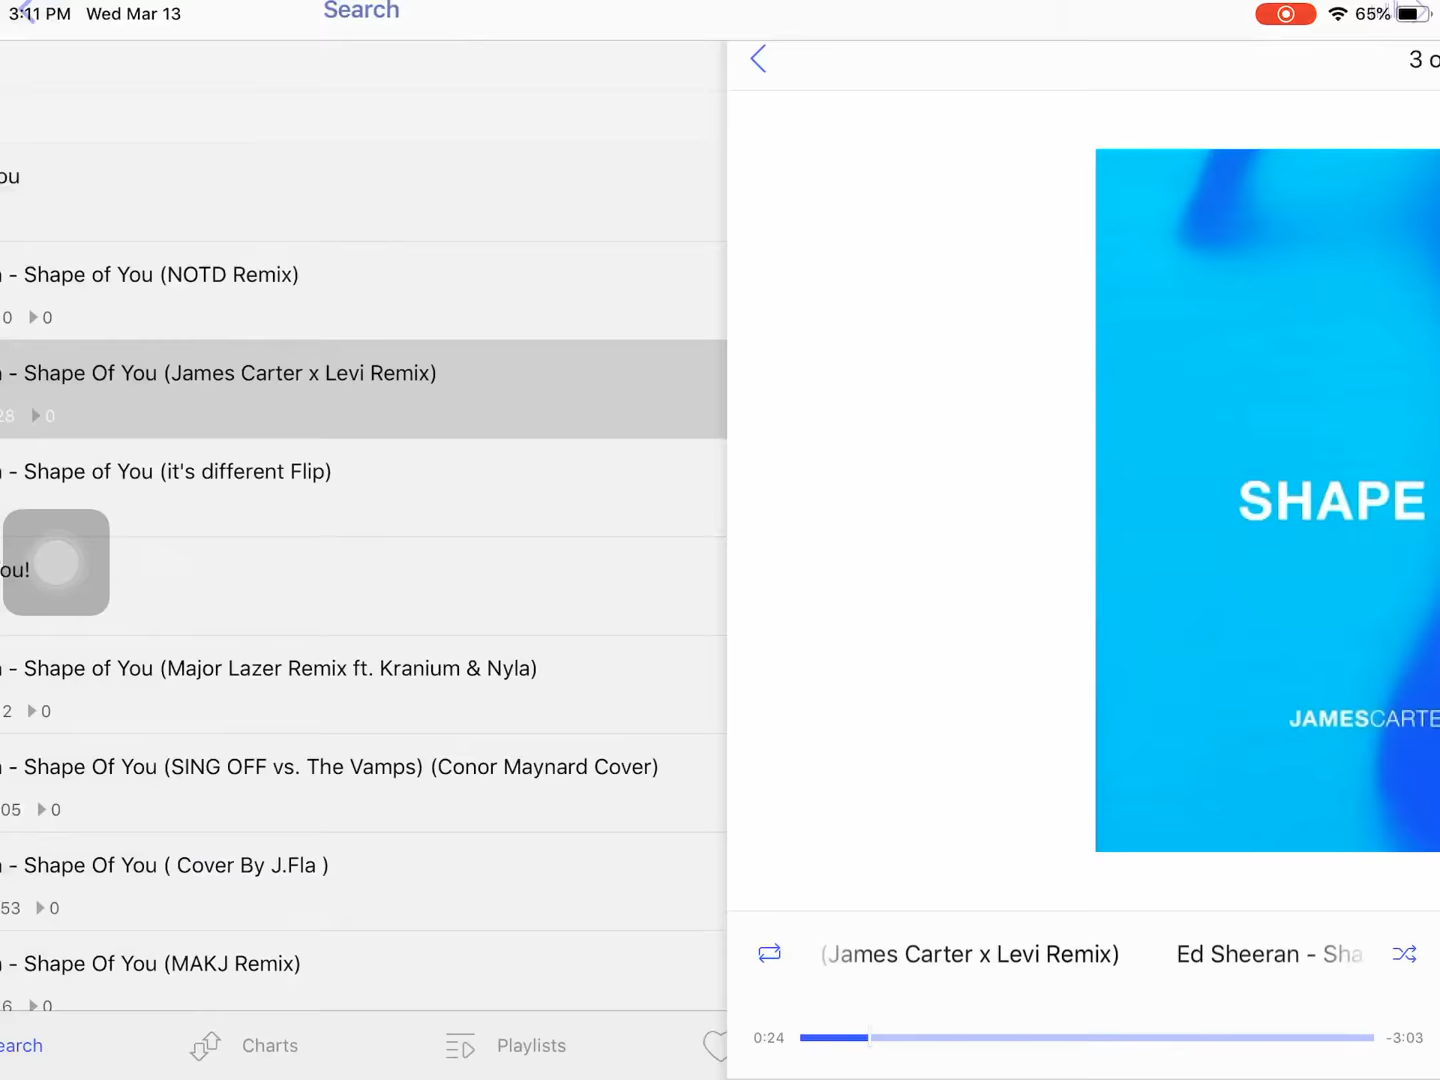 3:11 PM Wed Mar 13
Search
65%
3 o
ou
- Shape of You (NOTD Remix)
0 0
- Shape Of You (James Carter x Levi Remix)
28 0
- Shape of You (it's different Flip)
ou!
- Shape of You (Major Lazer Remix ft. Kranium & Nyla)
2 0
- Shape Of You (SING OFF vs. The Vamps) (Conor Maynard Cover)
05 0
- Shape Of You ( Cover By J.Fla )
53 0
- Shape Of You (MAKJ Remix)
6 0
earch
Charts
Playlists
SHAPE
JAMESCARTE
(James Carter x Levi Remix) Ed Sheeran - Sha
0:24
-3:03